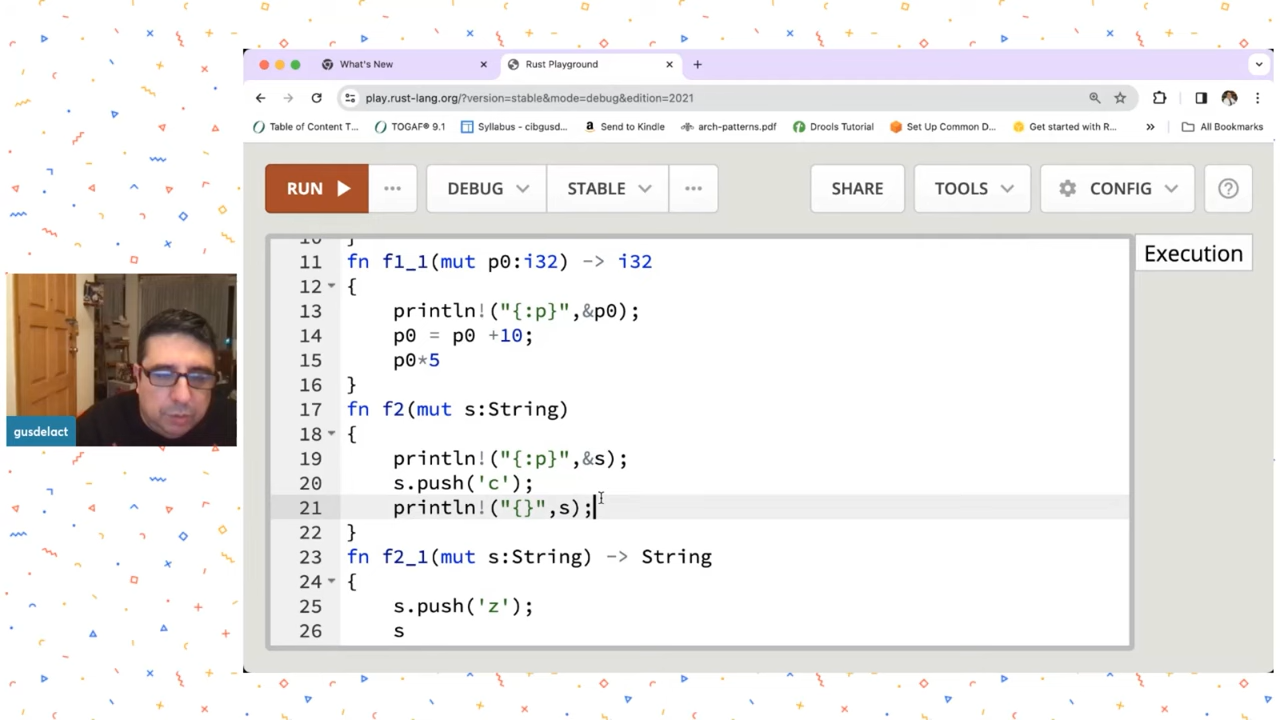 What's New
Rust Playground
play.rust-lang.org/?version=stable&mode=debug&edition=2021
Table of Content T...
TOGAF® 9.1
Syllabus - cibgusd...
Send to Kindle
arch-patterns.pdf
Drools Tutorial
Set Up Common D...
Get started with R...
»
All Bookmarks
RUN
...
DEBUG
STABLE
...
SHARE
TOOLS
CONFIG
Execution
10 }
11 fn f1_1(mut p0:i32) -> i32
12 {
13 println!("{:p}",&p0);
14 p0 = p0 +10;
15 p0*5
16 }
17 fn f2(mut s:String)
18 {
19 println!("{:p}",&s);
20 s.push('c');
21 println!("{}",s);
22 }
23 fn f2_1(mut s:String) -> String
24 {
25 s.push('z');
26 s
gusdelact